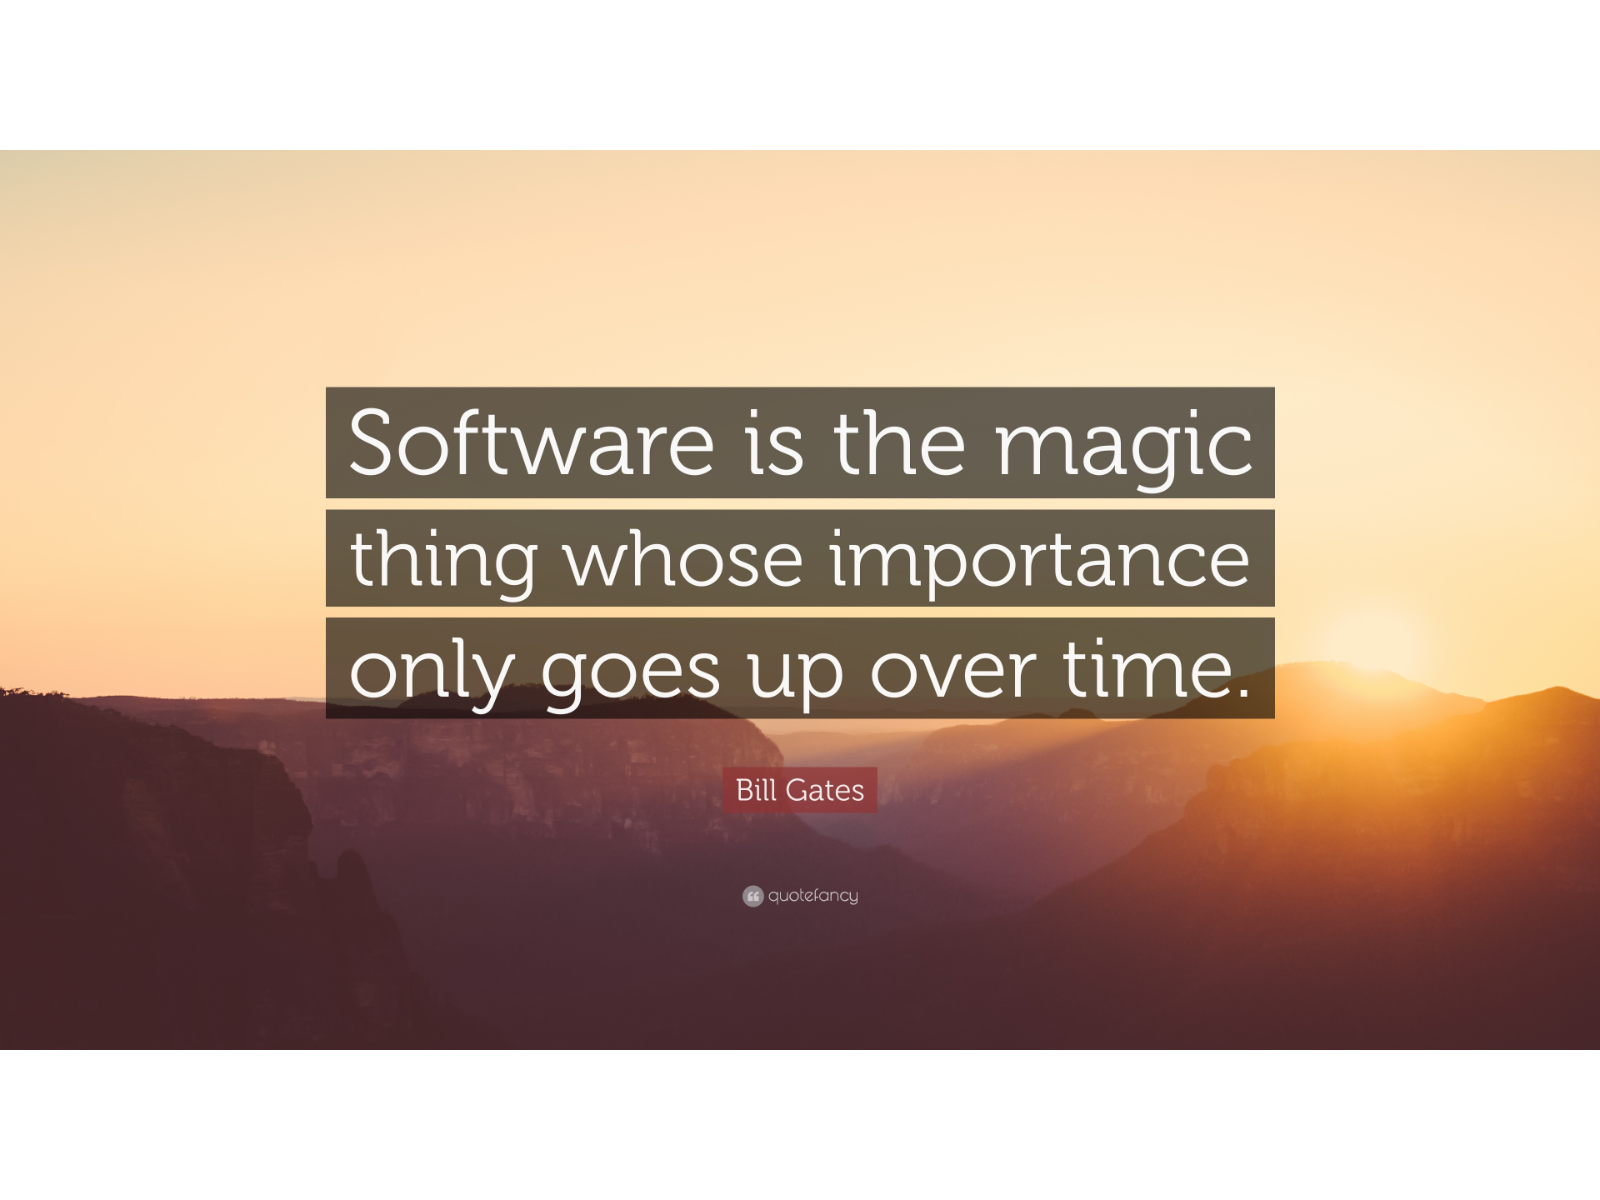 Software is the magic
thing whose importance
only goes up over time.
Bill Gates
quotefancy